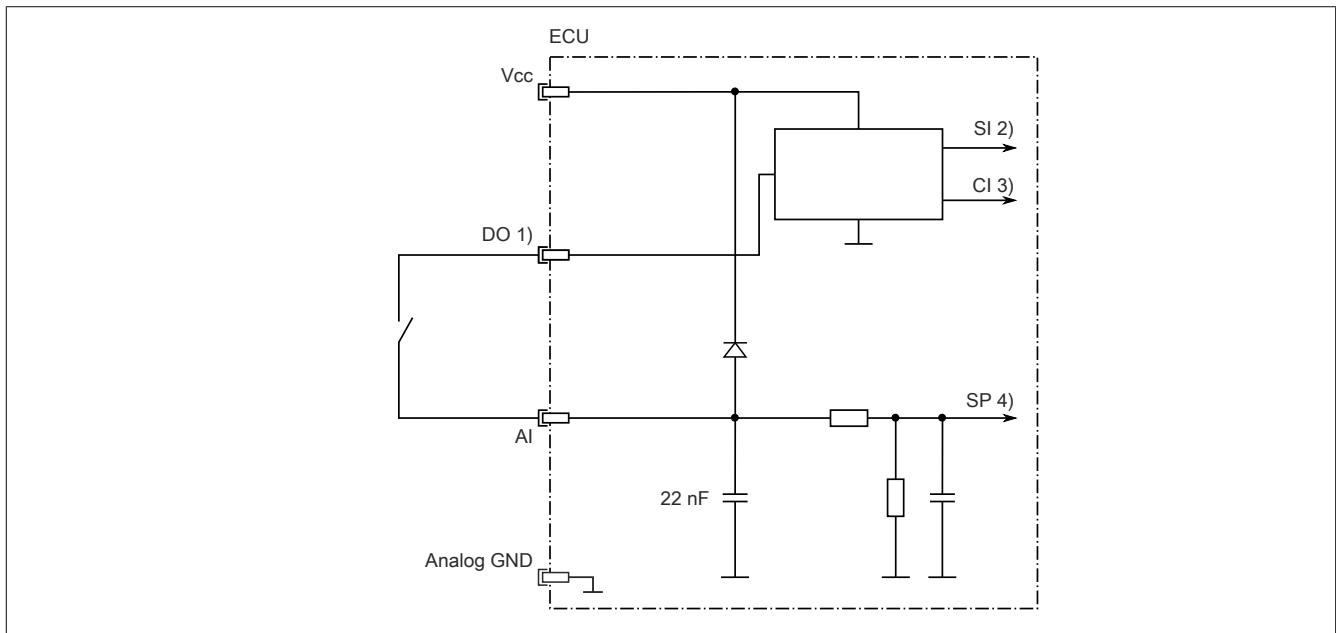 ECU
Vcc
SI 2)
CI 3)
DO 1)
SP 4)
AI
22 nF
Analog GND